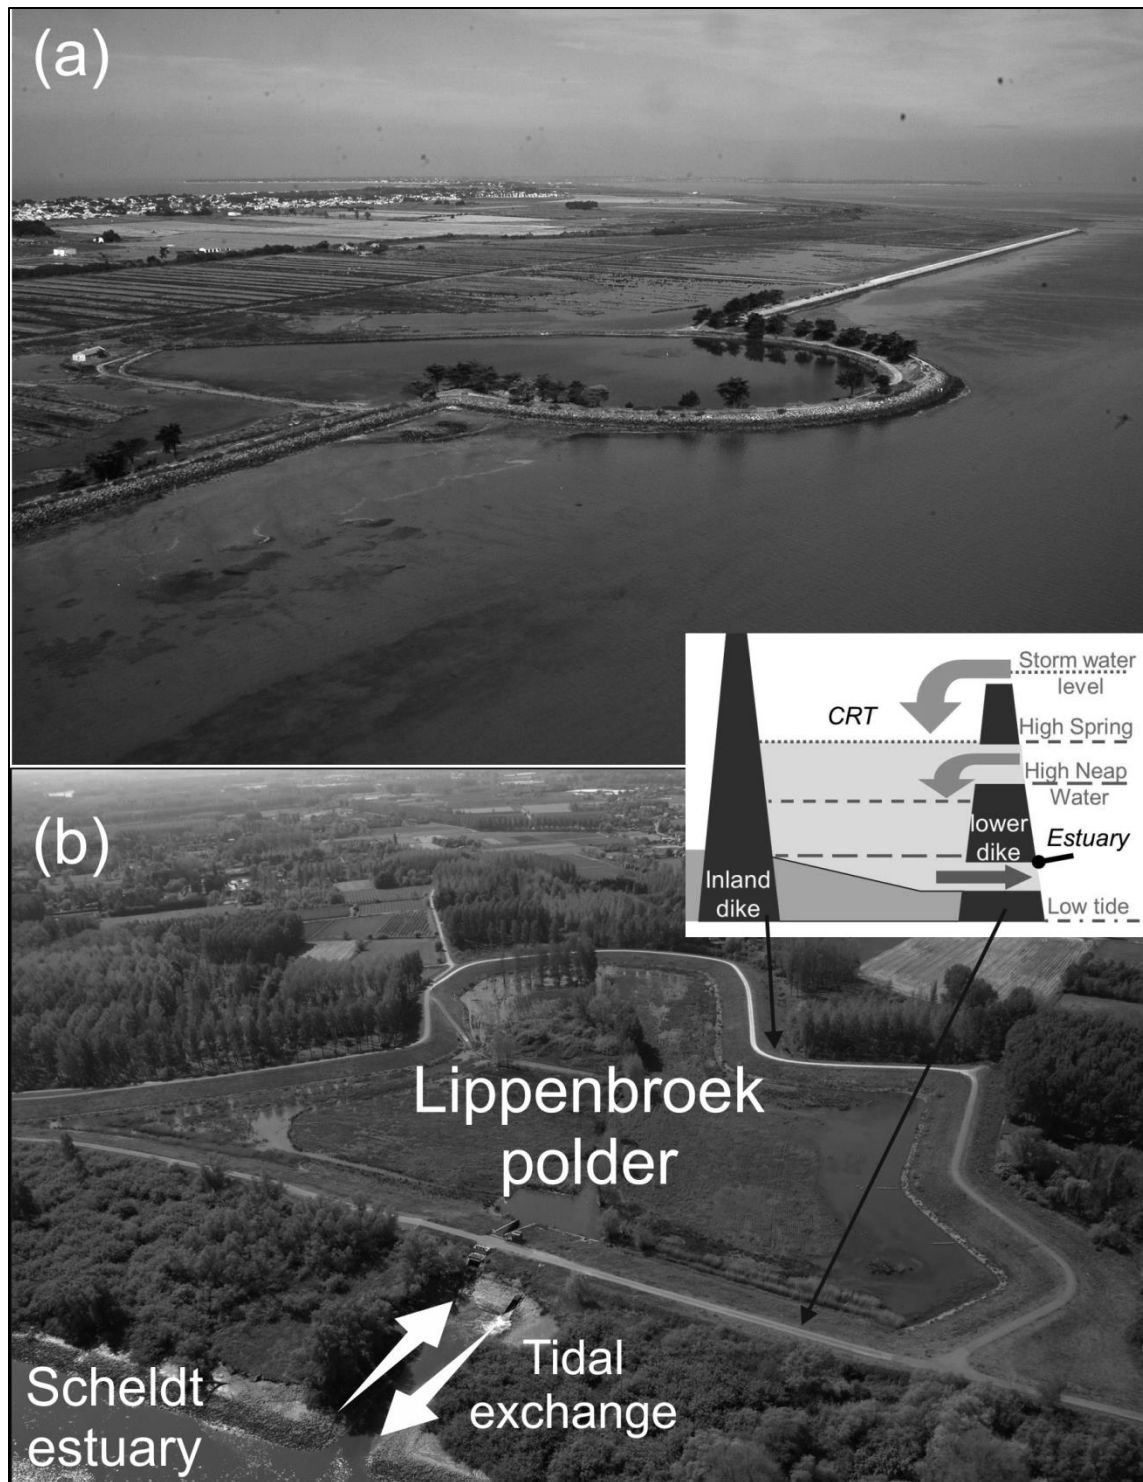 (a)
Storm water
level
CRT
High Spring
High Neap
Water
lower
dike
Estuary
Inland
dike
Low tide
(b)
Lippenbroek
polder
Tidal
exchange
Scheldt
estuary